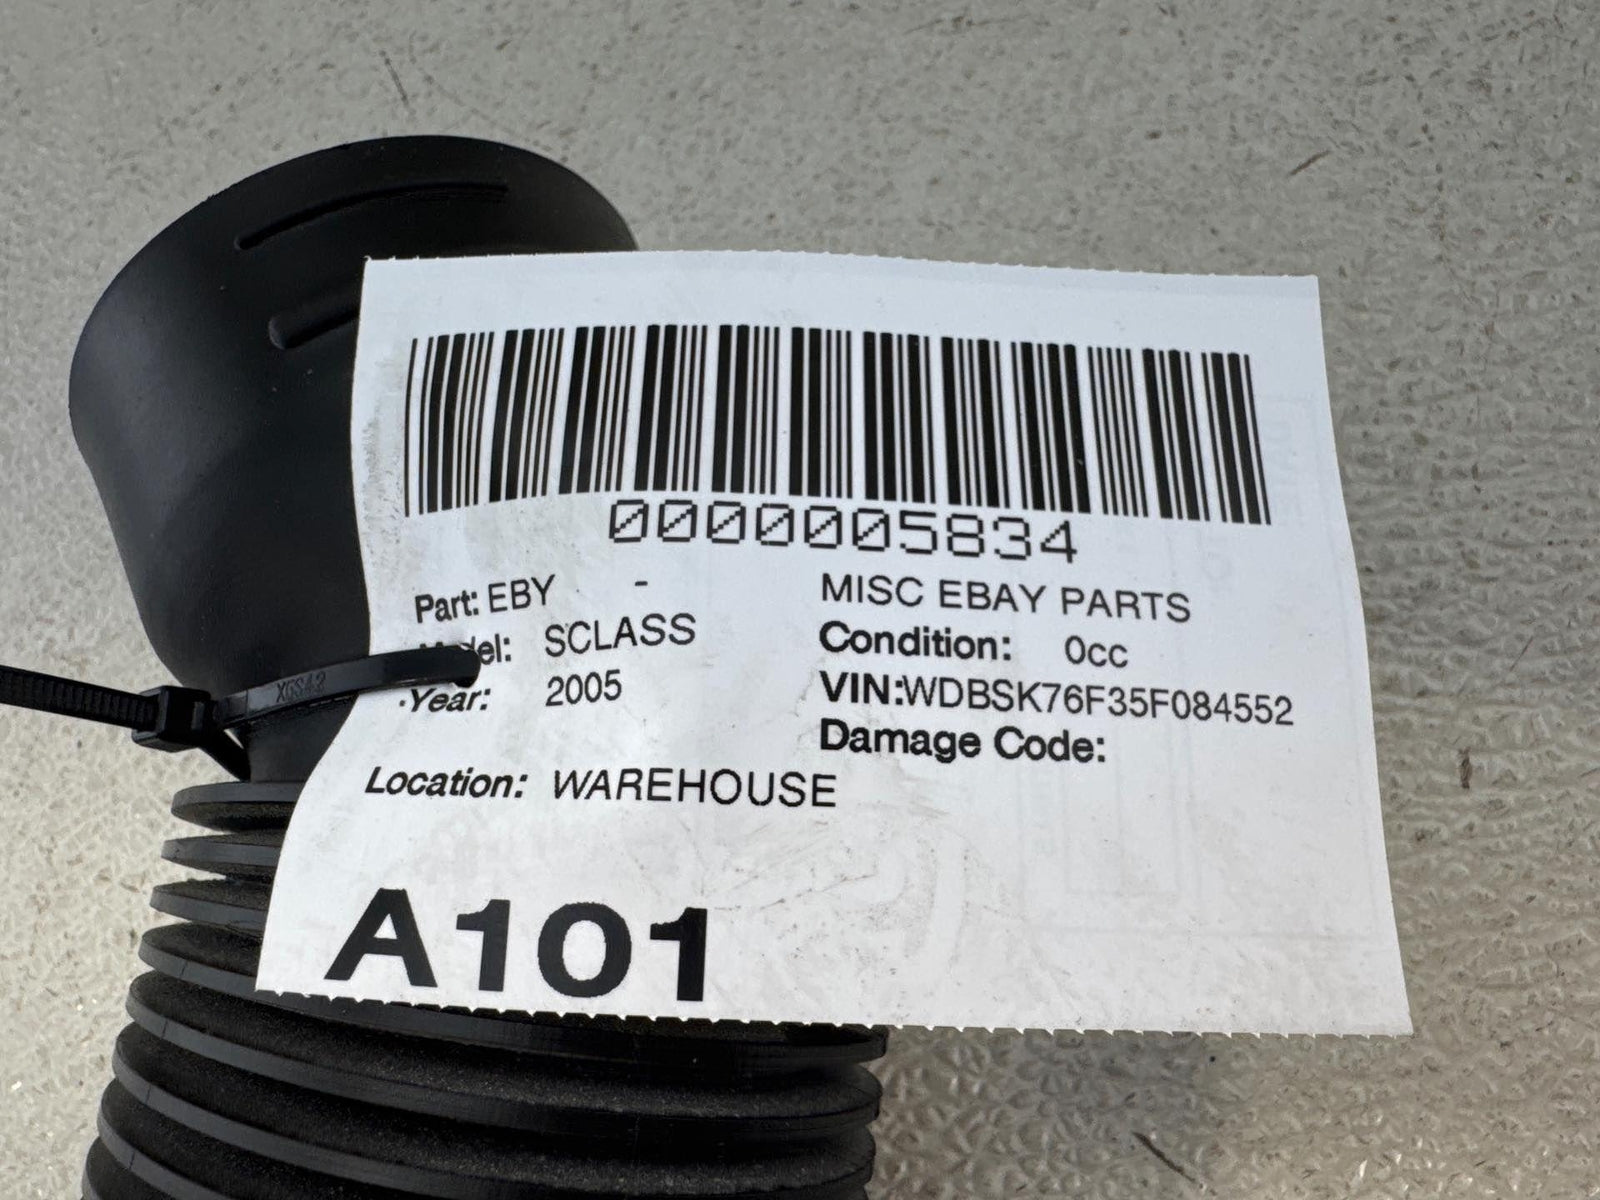 0000005834
Part: EBY - MISC EBAY PARTS
Model: SCLASS Condition: 0cc
Year: 2005 VIN:WDBSK76F35F084552
Damage Code:
Location: WAREHOUSE
A101
XGS42